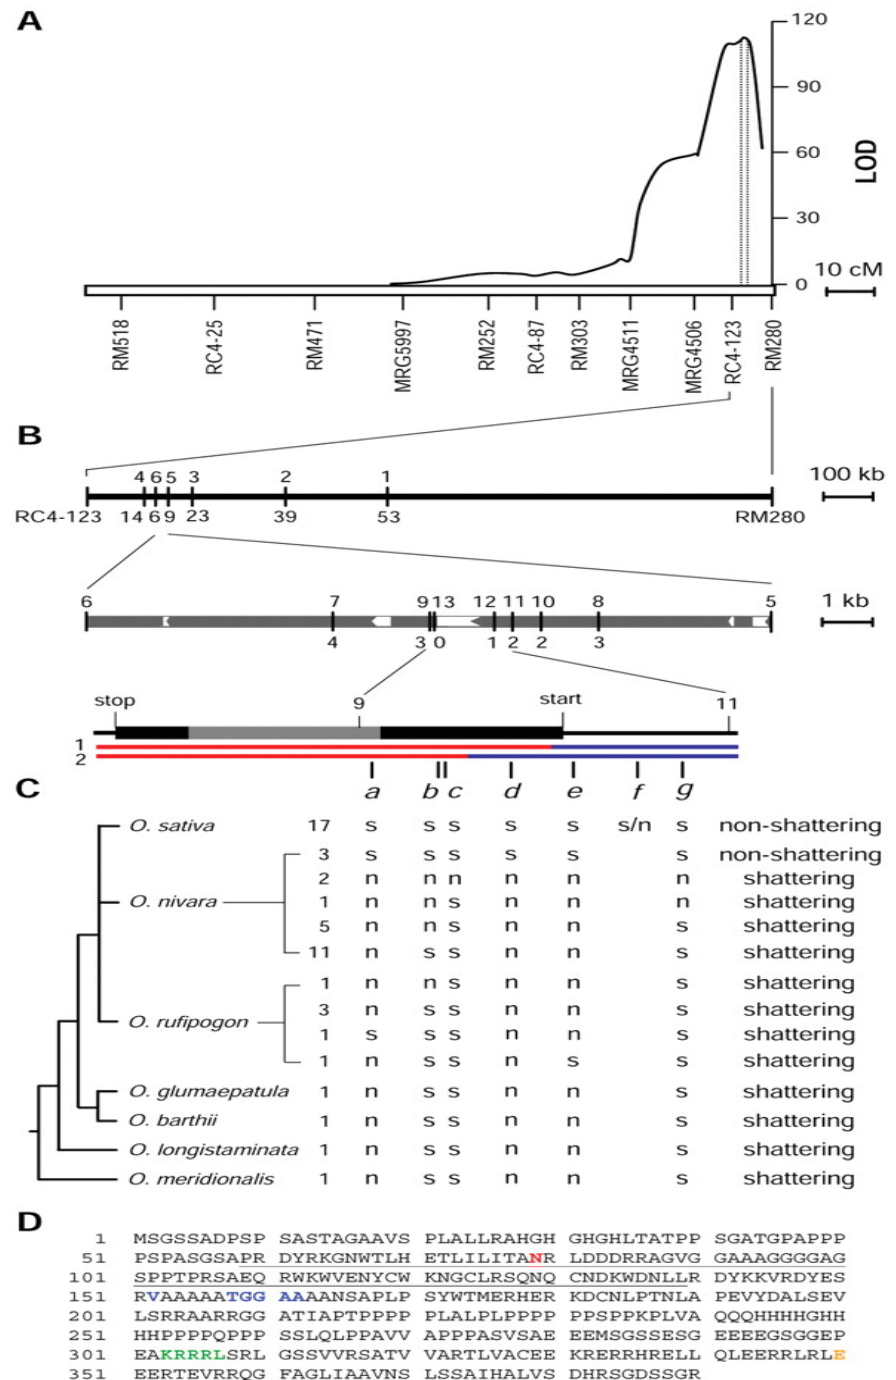 A
120
90
60
30
0
LOD
10 cM
RM518
RC4-25
RM471
MRG5997
RM252
RC4-87
RM303
MRG4511
MRG4506
RC4-123
RM280
B
4 6 5 3 2 1
100 kb
RC4-123 14 6 9 23 39 53 RM280
6 7 9 13 12 11 10 8 5
1 kb
4 3 0 1 2 2 3
stop 9 start 11
1
2
C
a b c d e f g
O. sativa 17 s s s s s s/n s non-shattering
3 s s s s s s non-shattering
2 n n n n n n shattering
O. nivara 1 n n s n n n shattering
5 n n s n n s shattering
11 n s s n n s shattering
1 n n s n n s shattering
3 n s s n n s shattering
O. rufipogon
1 s s s n n s shattering
1 n s s n s s shattering
O. glumaepatula 1 n s s n n s shattering
O. barthii 1 n s s n n s shattering
O. longistaminata 1 n s s n n s shattering
O. meridionalis 1 n s s n n s shattering
D
1 MSGSSADPSP SASTAGAAVS PLALLRAHGH GHGHLTATPP SGATGPAPPP
51 PSPASGSAPR DYRKGNWTLH ETLILITANR LDDDRRAGVG GAAAGGGGAG
101 SPPTPRSAEQ RWKWVENYCW KNGCLRSQNQ CNDKWDNLLR DYKKVRDYES
151 RVAAAAATGG AAAANSAPLP SYWTMERHER KDCNLPTNLA PEVYDALSEV
201 LSRRAARRGG ATIAPTPPPP PLALPLPPPP PPSPPKPLVA QQQHHHHGHH
251 HHPPPPQPPP SSLQLPPAVV APPPASVSAE EEMSGSSESG EEEEGSGGEP
301 EAKRRRLSRL GSSVVRSATV VARTLVACEE KRERRHRELL QLEERRLRLE
351 EERTEVRRQG FAGLIAAVNS LSSAIHALVS DHRSGDSSGR